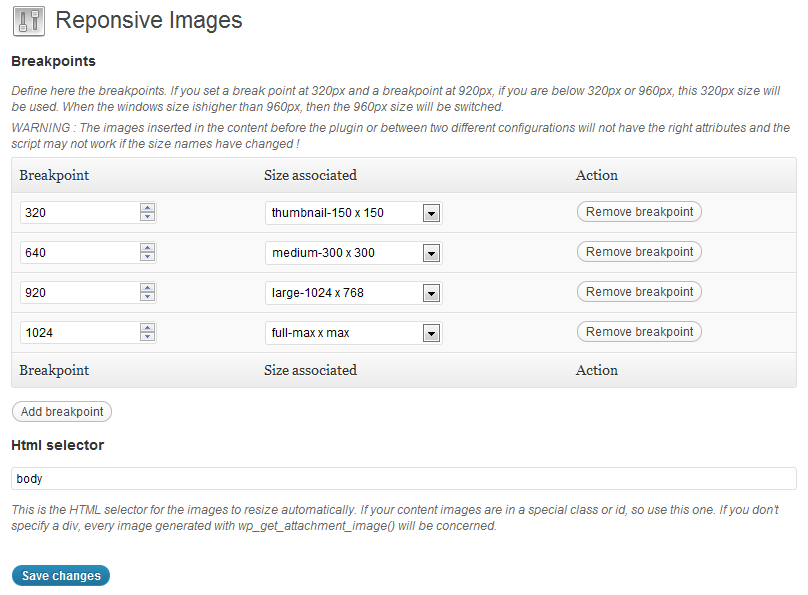 Reponsive Images
Breakpoints
Define here the breakpoints. If you set a break point at 320px and a breakpoint at 920px, if you are below 320px or 960px, this 320px size will
be used. When the windows size ishigher than 960px, then the 960px size will be switched.
WARNING : The images inserted in the content before the plugin or between two different configurations will not have the right attributes and the
script may not work if the size names have changed !
Breakpoint Size associated Action
320 thumbnail-150 x 150 Remove breakpoint
640 medium-300 x 300 Remove breakpoint
920 large-1024 x 768 Remove breakpoint
1024 full-max x max Remove breakpoint
Breakpoint Size associated Action
Add breakpoint
Html selector
body
This is the HTML selector for the images to resize automatically. If your content images are in a special class or id, so use this one. If you don't
specify a div, every image generated with wp_get_attachment_image() will be concerned.
Save changes